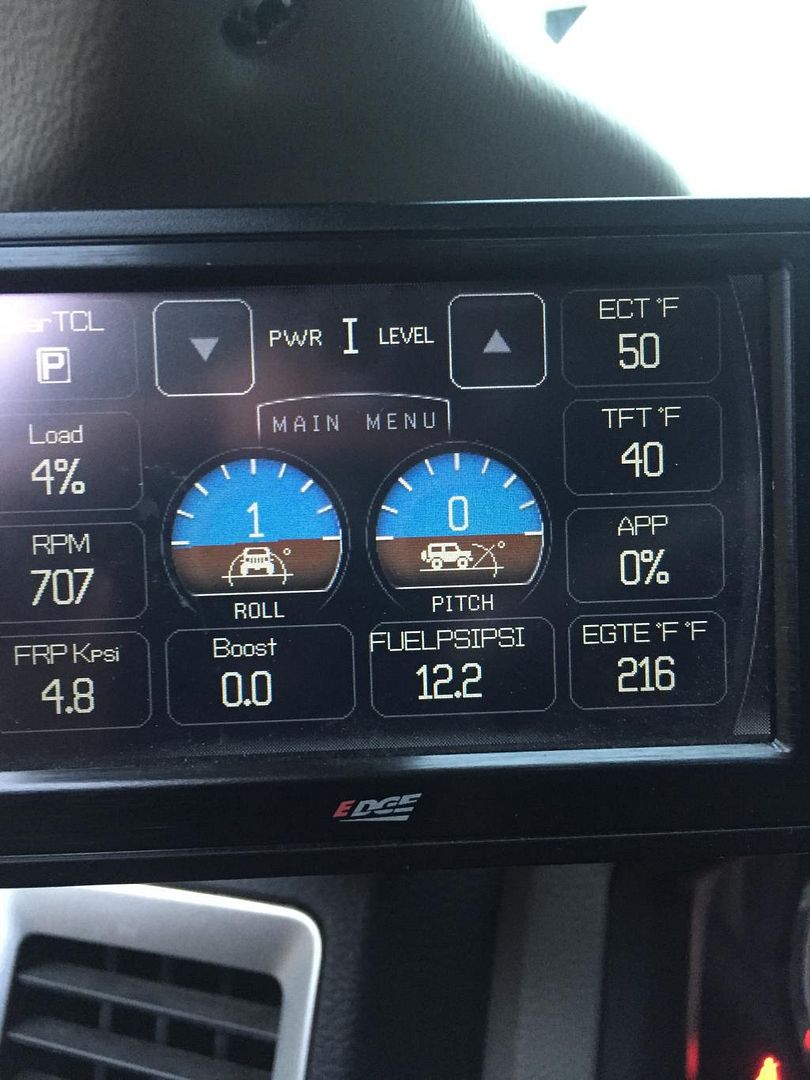 TCL
P
PWR I LEVEL
ECT °F
50
Load
4%
MAIN MENU
TFT °F
40
RPM
707
1
ROLL
0
PITCH
APP
0%
FRP Kpsi
4.8
Boost
0.0
FUELPSIPSI
12.2
EGTE °F °F
216
EDGE